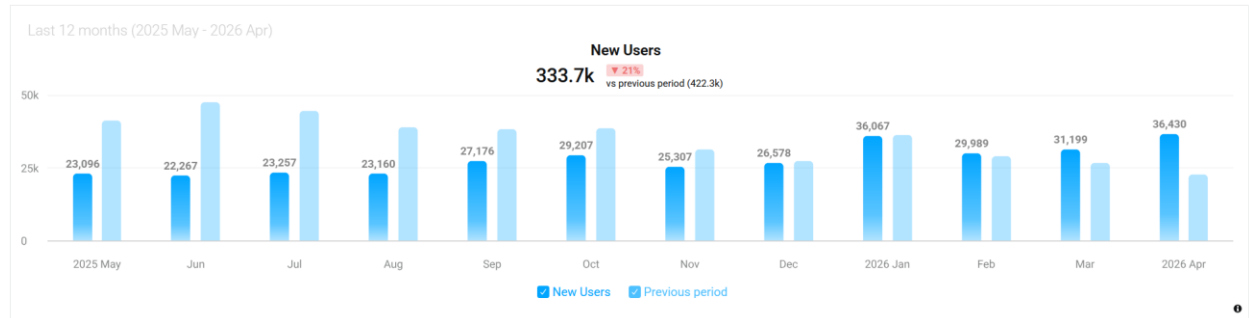 Last 12 months (2025 May - 2026 Apr)
New Users
333.7k ▼ 21%
vs previous period (422.3k)
50k
25k
0
23,096
22,267
23,257
23,160
27,176
29,207
25,307
26,578
36,067
29,989
31,199
36,430
2025 May Jun Jul Aug Sep Oct Nov Dec 2026 Jan Feb Mar 2026 Apr
New Users Previous period